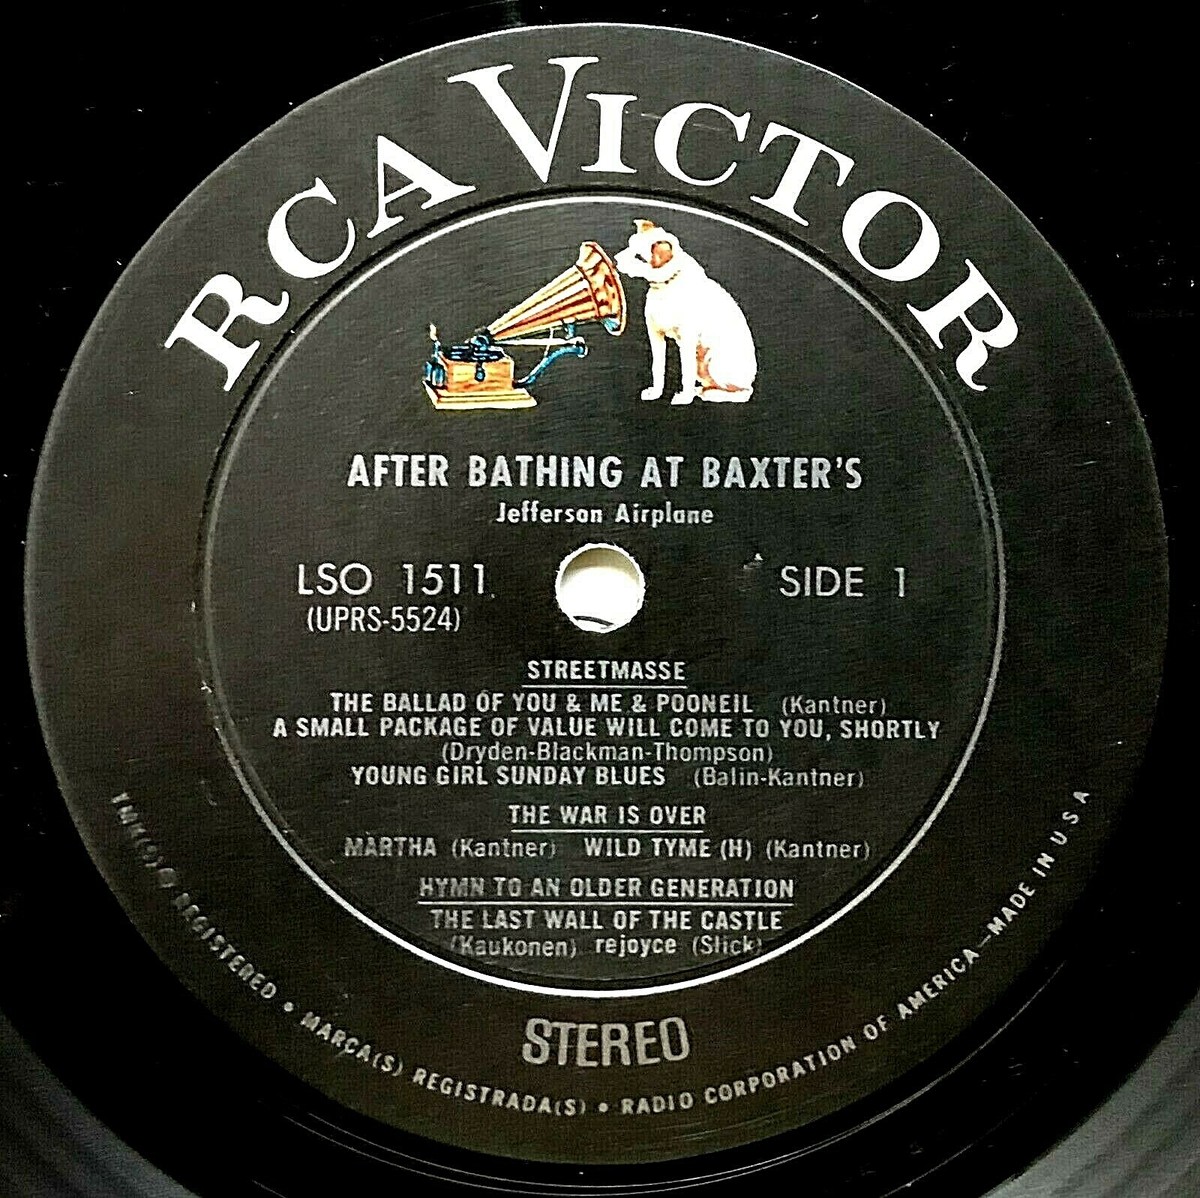 RCA VICTOR
AFTER BATHING AT BAXTER'S
Jefferson Airplane
LSO 1511 SIDE 1
(UPRS-5524)
STREETMASSE
THE BALLAD OF YOU & ME & POONEIL (Kantner)
A SMALL PACKAGE OF VALUE WILL COME TO YOU, SHORTLY
(Dryden-Blackman-Thompson)
YOUNG GIRL SUNDAY BLUES (Balin-Kantner)
THE WAR IS OVER
MARTHA (Kantner) WILD TYME (H) (Kantner)
HYMN TO AN OLDER GENERATION
THE LAST WALL OF THE CASTLE
(Kaukonen) rejoyce (Slick)
STEREO
TMK(S) ® REGISTERED • MARCA(S) REGISTRADA(S) • RADIO CORPORATION OF AMERICA—MADE IN U S A